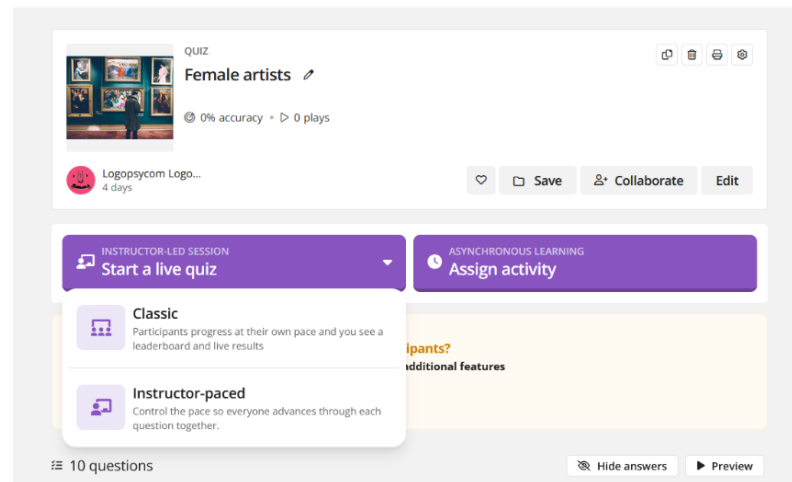 QUIZ
Female artists
0% accuracy • 0 plays
Logopsycom Logo...
4 days
Save
Collaborate
Edit
INSTRUCTOR-LED SESSION
Start a live quiz
ASYNCHRONOUS LEARNING
Assign activity
Classic
Participants progress at their own pace and you see a
leaderboard and live results
ipants?
additional features
Instructor-paced
Control the pace so everyone advances through each
question together.
10 questions
Hide answers
Preview